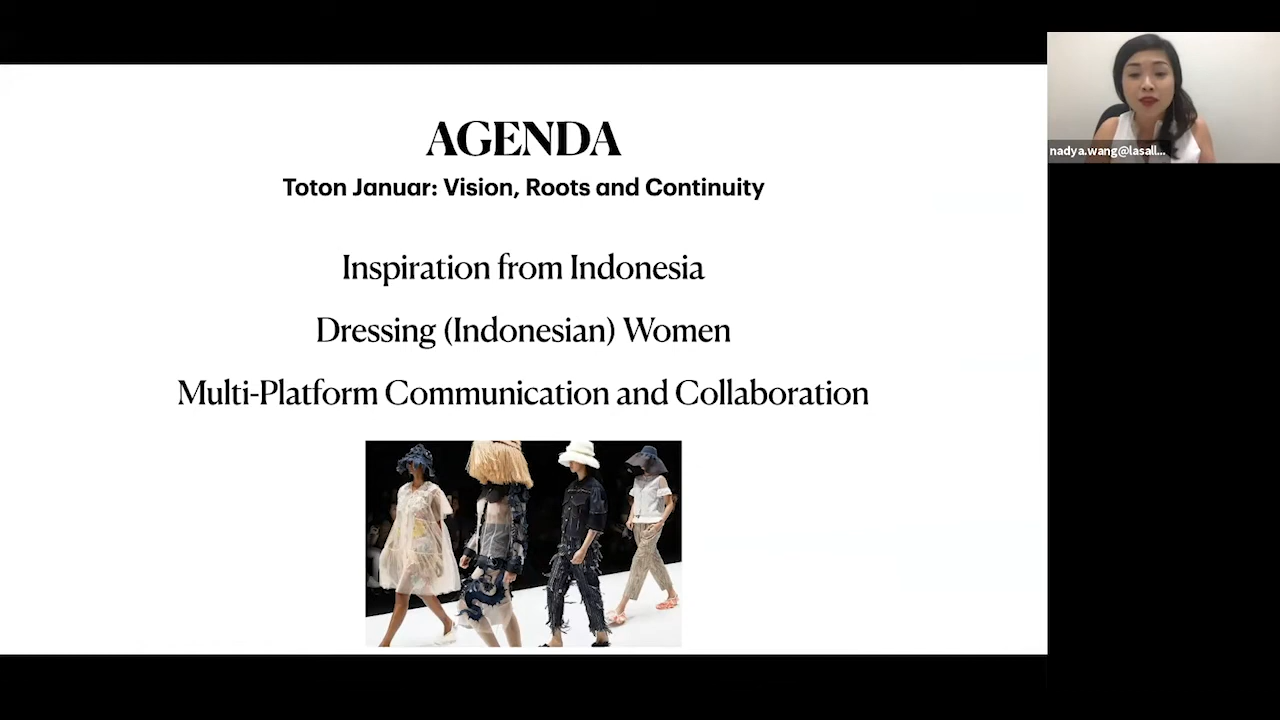 AGENDA
Toton Januar: Vision, Roots and Continuity
Inspiration from Indonesia
Dressing (Indonesian) Women
Multi-Platform Communication and Collaboration
nadya.wang@lasall...